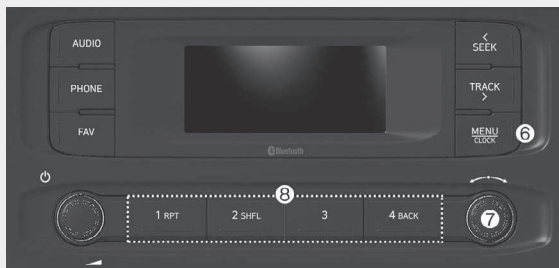 AUDIO
PHONE
FAV
Bluetooth
< SEEK
TRACK >
MENU
CLOCK
6
8
1 RPT
2 SHFL
3
4 BACK
7